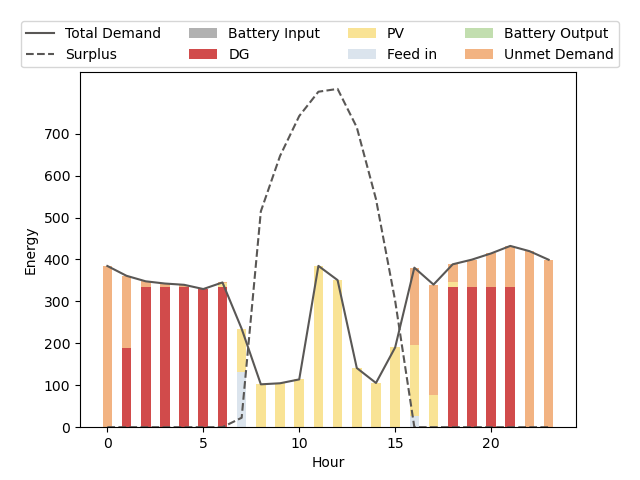 Total Demand
Surplus
Battery Input
DG
PV
Feed in
Battery Output
Unmet Demand
700
600
500
400
300
200
100
0
Energy
0
5
10
15
20
Hour